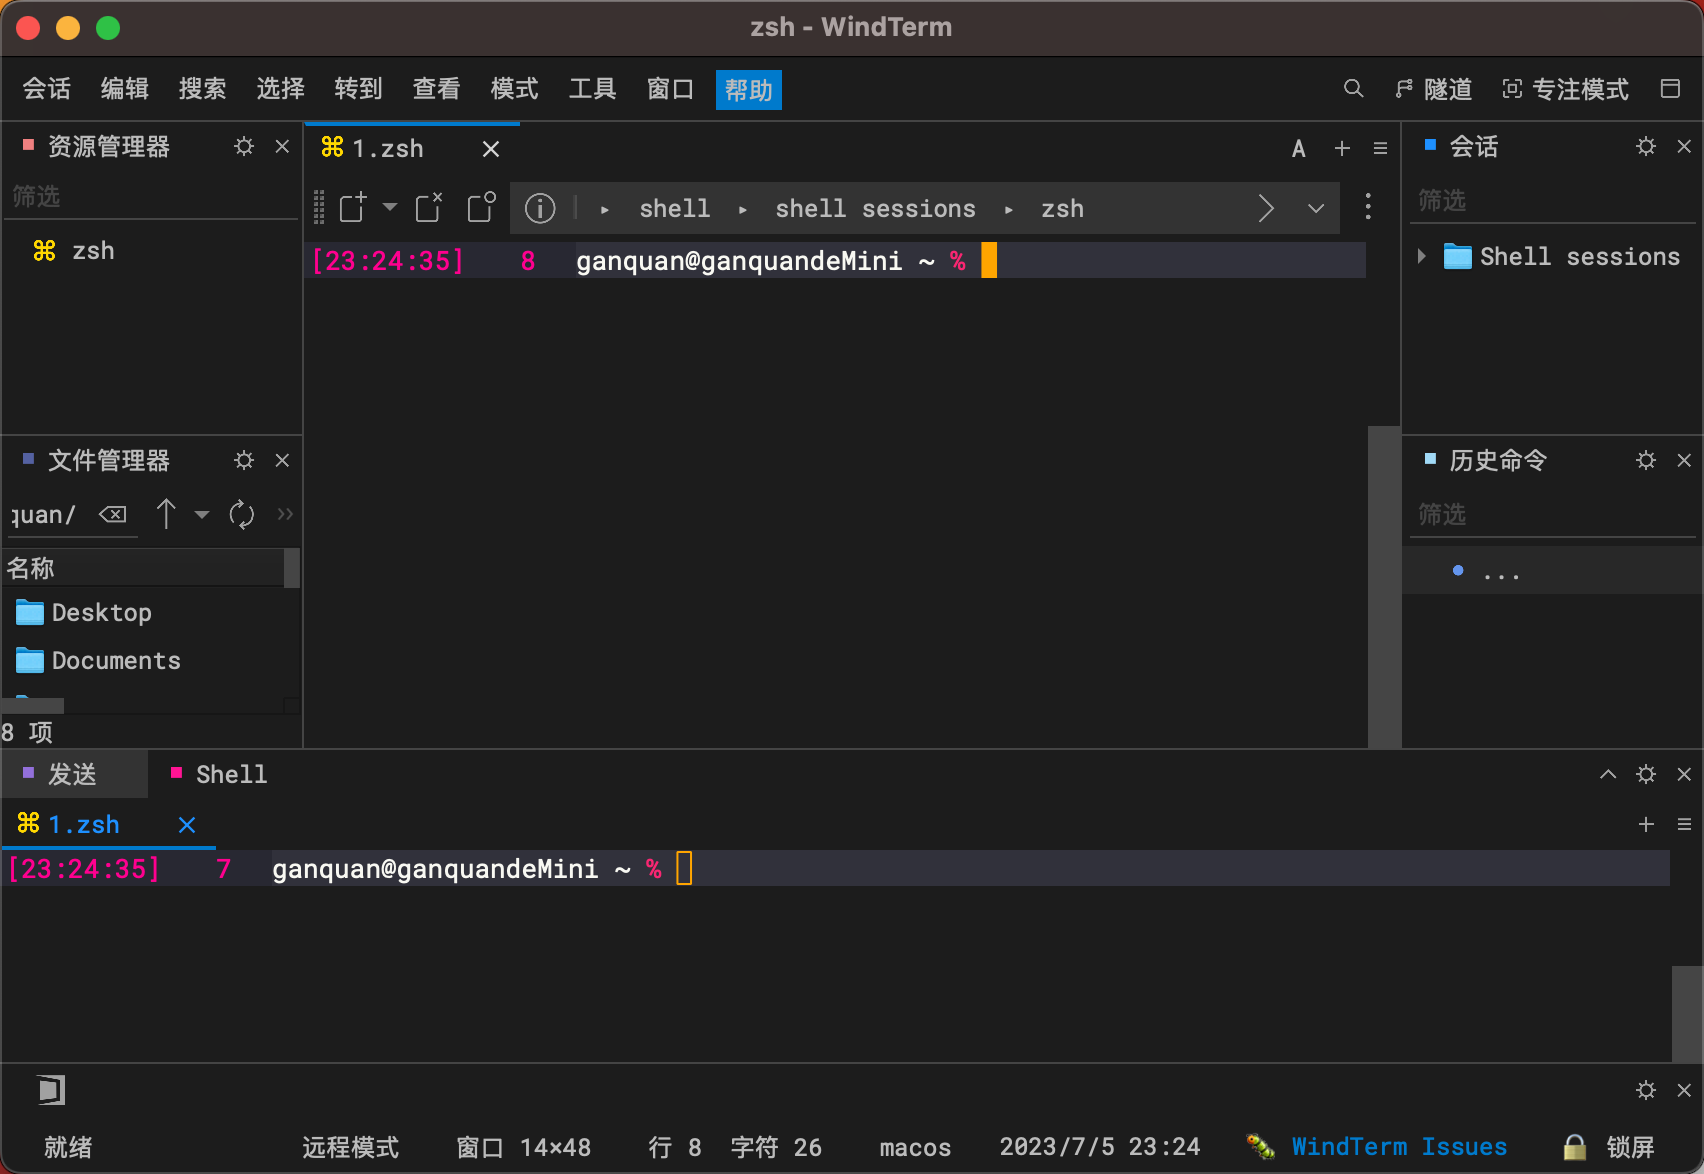 zsh - WindTerm
会话 编辑 搜索 选择 转到 查看 模式 工具 窗口 帮助 隧道 专注模式
资源管理器
筛选
zsh
1.zsh
A
shell shell sessions zsh
[23:24:35] 8 ganquan@ganquandeMini ~ %
会话
筛选
Shell sessions
文件管理器
quan/
名称
Desktop
Documents
8 项
历史命令
筛选
...
发送 Shell
1.zsh
[23:24:35] 7 ganquan@ganquandeMini ~ %
就绪 远程模式 窗口 14×48 行 8 字符 26 macos 2023/7/5 23:24 WindTerm Issues 锁屏